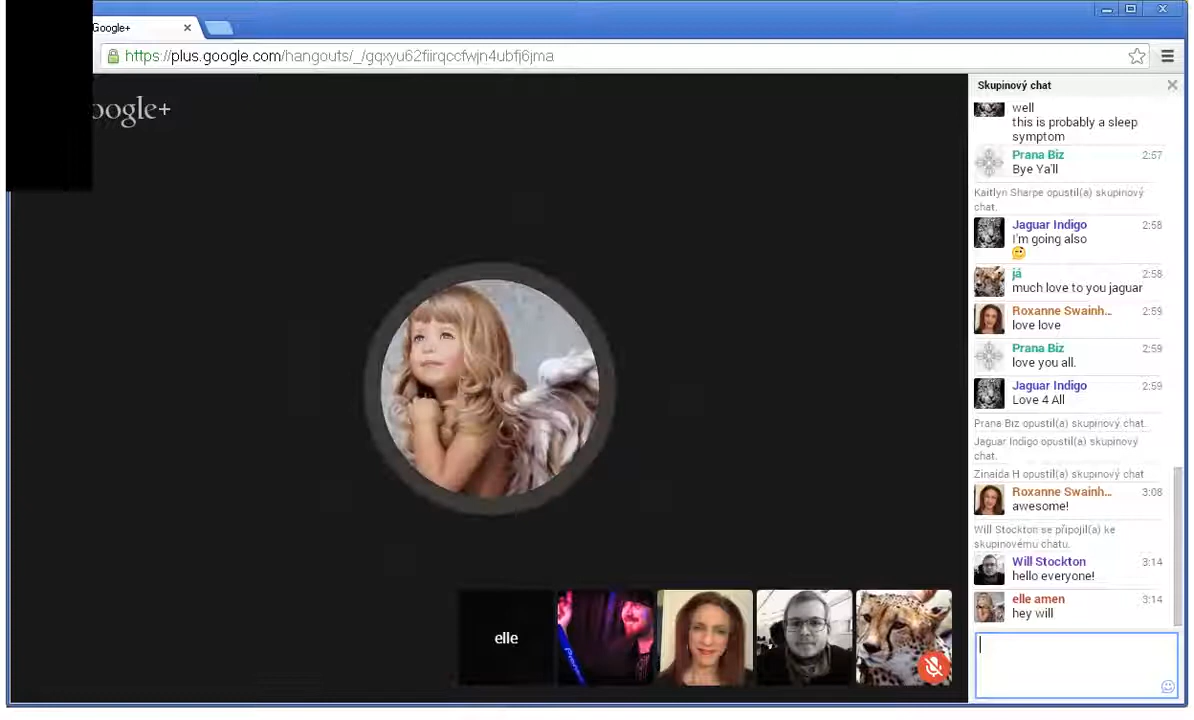 Google+
https://plus.google.com/hangouts/_/gqxyu62fiirqccfwjn4ubfj6jma
oogle+
Skupinový chat
well
this is probably a sleep
symptom
Prana Biz 2:57
Bye Ya'll
Kaitlyn Sharpe opustil(a) skupinový
chat.
Jaguar Indigo 2:58
I'm going also
já 2:58
much love to you jaguar
Roxanne Swainh... 2:59
love love
Prana Biz 2:59
love you all.
Jaguar Indigo 2:59
Love 4 All
Prana Biz opustil(a) skupinový chat.
Jaguar Indigo opustil(a) skupinový
chat.
Zinaida H opustil(a) skupinový chat
Roxanne Swainh... 3:08
awesome!
Will Stockton se připojil(a) ke
skupinovému chatu.
Will Stockton 3:14
hello everyone!
elle amen 3:14
hey will
elle